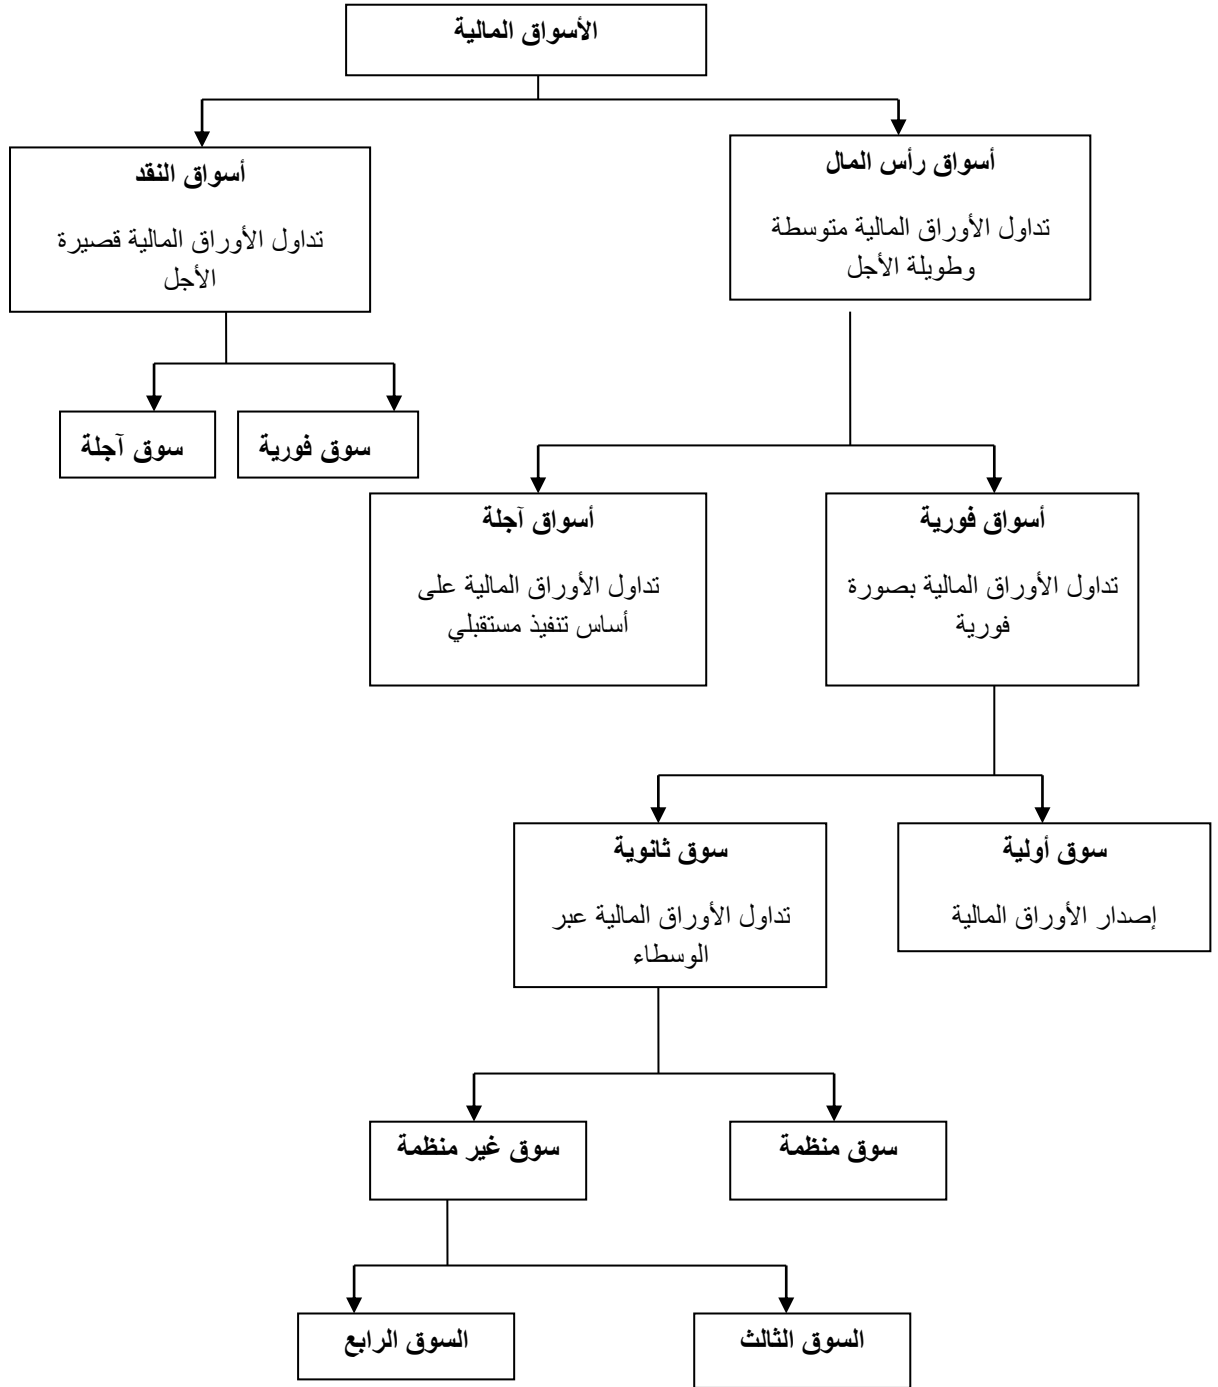 الأسواق المالية
أسواق رأس المال
تداول الأوراق المالية متوسطة
وطويلة الأجل
أسواق النقد
تداول الأوراق المالية قصيرة
الأجل
سوق فورية
سوق آجلة
أسواق فورية
تداول الأوراق المالية بصورة
فورية
أسواق آجلة
تداول الأوراق المالية على
أساس تنفيذ مستقبلي
سوق أولية
إصدار الأوراق المالية
سوق ثانوية
تداول الأوراق المالية عبر
الوسطاء
سوق منظمة
سوق غير منظمة
السوق الثالث
السوق الرابع